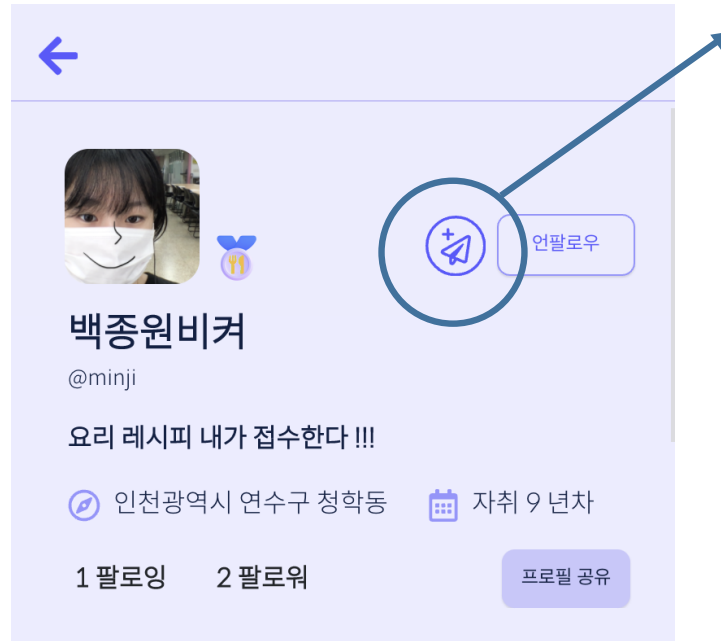 언팔로우
백종원비켜
@minji
요리 레시피 내가 접수한다 !!!
인천광역시 연수구 청학동 자취 9 년차
1 팔로잉 2 팔로워 프로필 공유